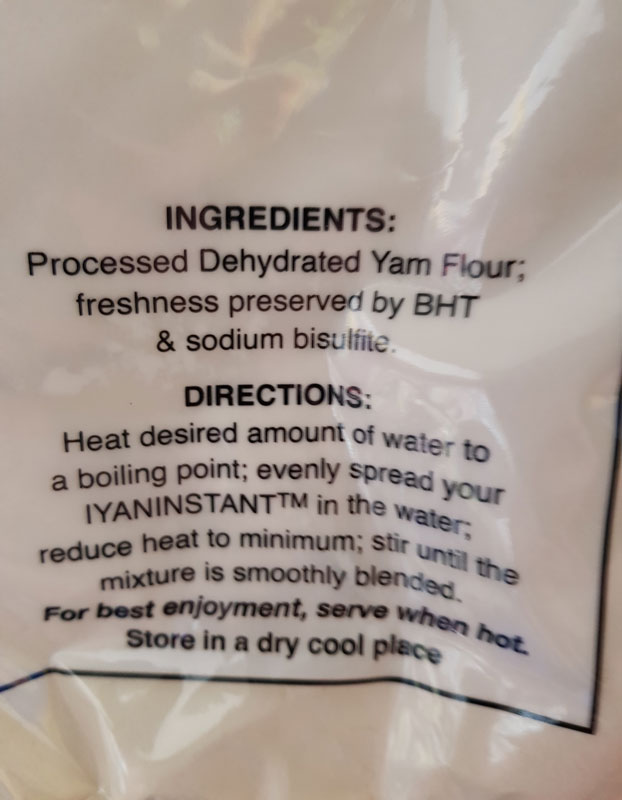 INGREDIENTS:
Processed Dehydrated Yam Flour;
freshness preserved by BHT
& sodium bisulfite.
DIRECTIONS:
Heat desired amount of water to
a boiling point; evenly spread your
IYANINSTANT™ in the water;
reduce heat to minimum; stir until the
mixture is smoothly blended.
For best enjoyment, serve when hot.
Store in a dry cool place